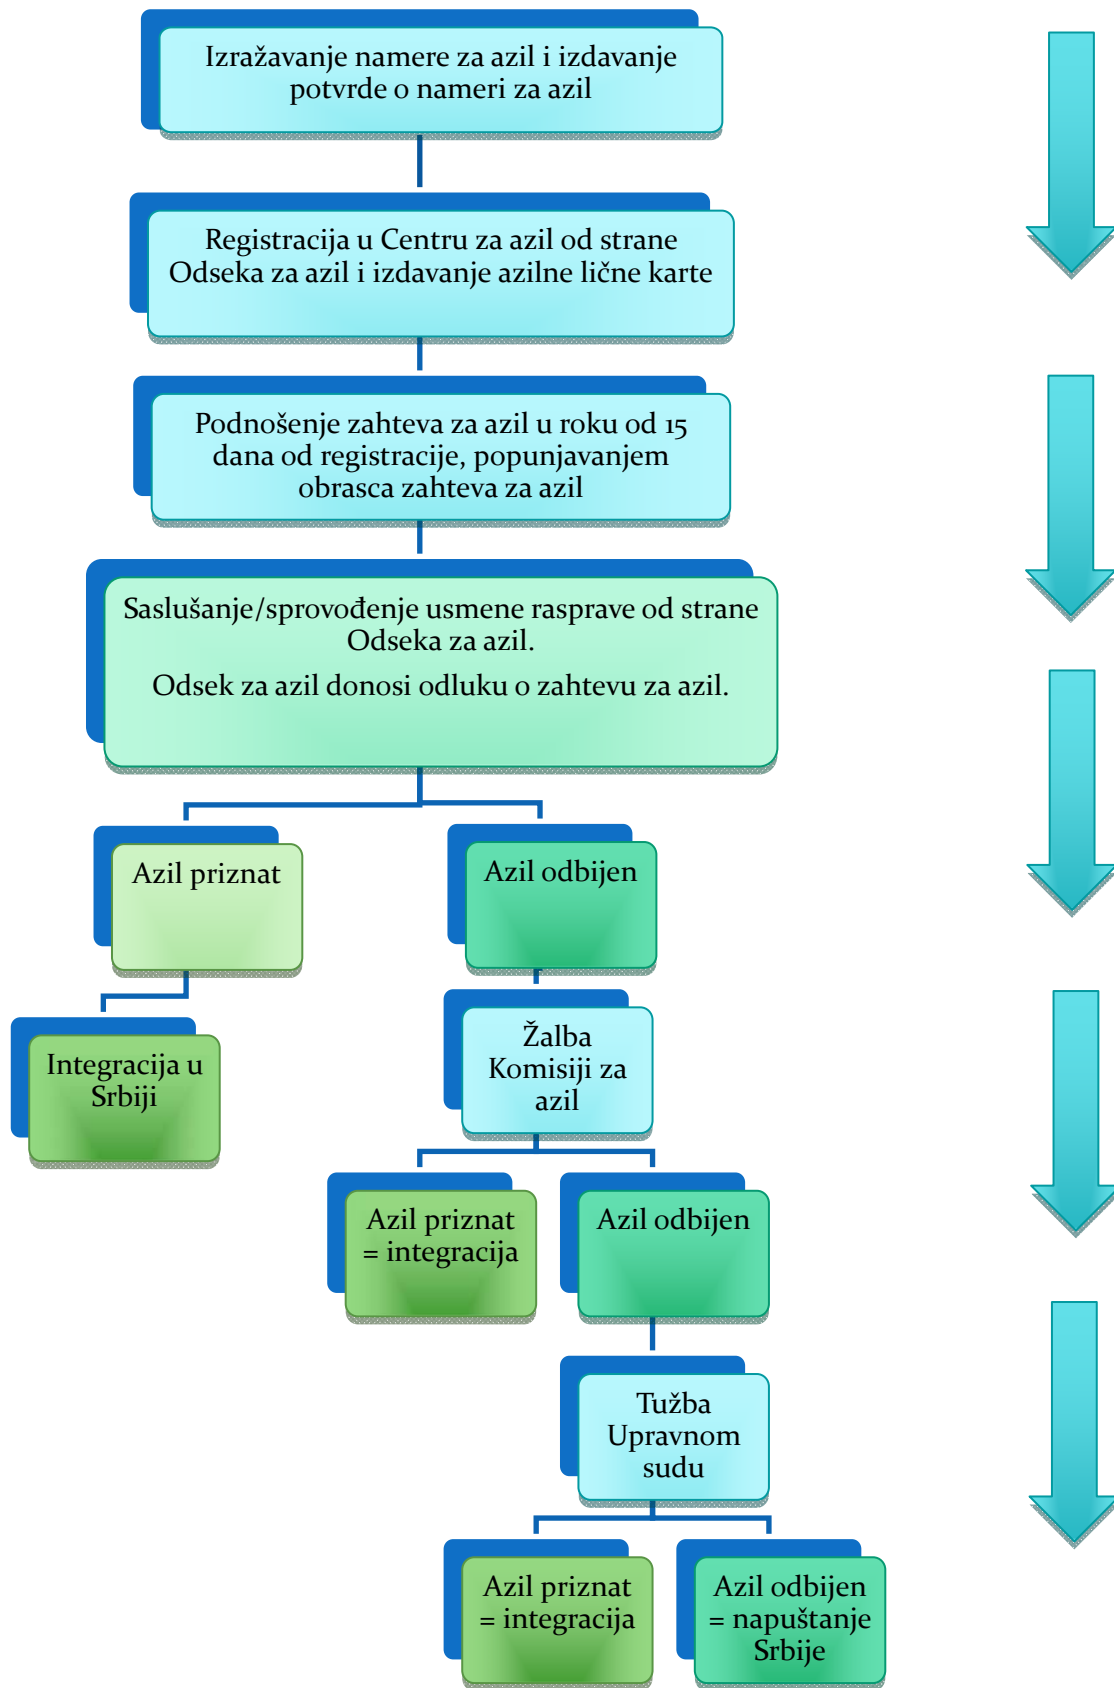 Izražavanje namere za azil i izdavanje
potvrde o nameri za azil
Registracija u Centru za azil od strane
Odseka za azil i izdavanje azilne lične karte
Podnošenje zahteva za azil u roku od 15
dana od registracije, popunjavanjem
obrasca zahteva za azil
Saslušanje/sprovođenje usmene rasprave od strane
Odseka za azil.
Odsek za azil donosi odluku o zahtevu za azil.
Azil priznat
Azil odbijen
Integracija u
Srbiji
Žalba
Komisiji za
azil
Azil priznat
= integracija
Azil odbijen
Tužba
Upravnom
sudu
Azil priznat
= integracija
Azil odbijen
= napuštanje
Srbije